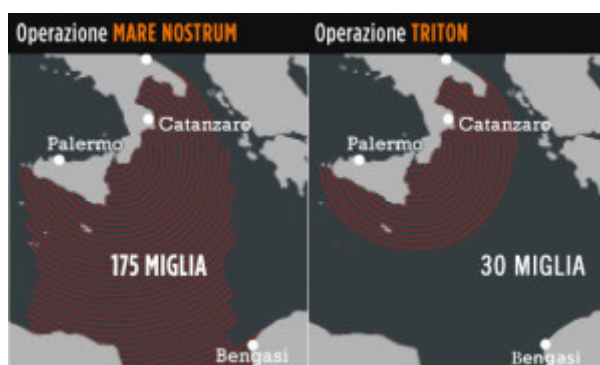 Operazione MARE NOSTRUM
Palermo
Catanzaro
175 MIGLIA
Bengasi
Operazione TRITON
Palermo
Catanzaro
30 MIGLIA
Bengasi